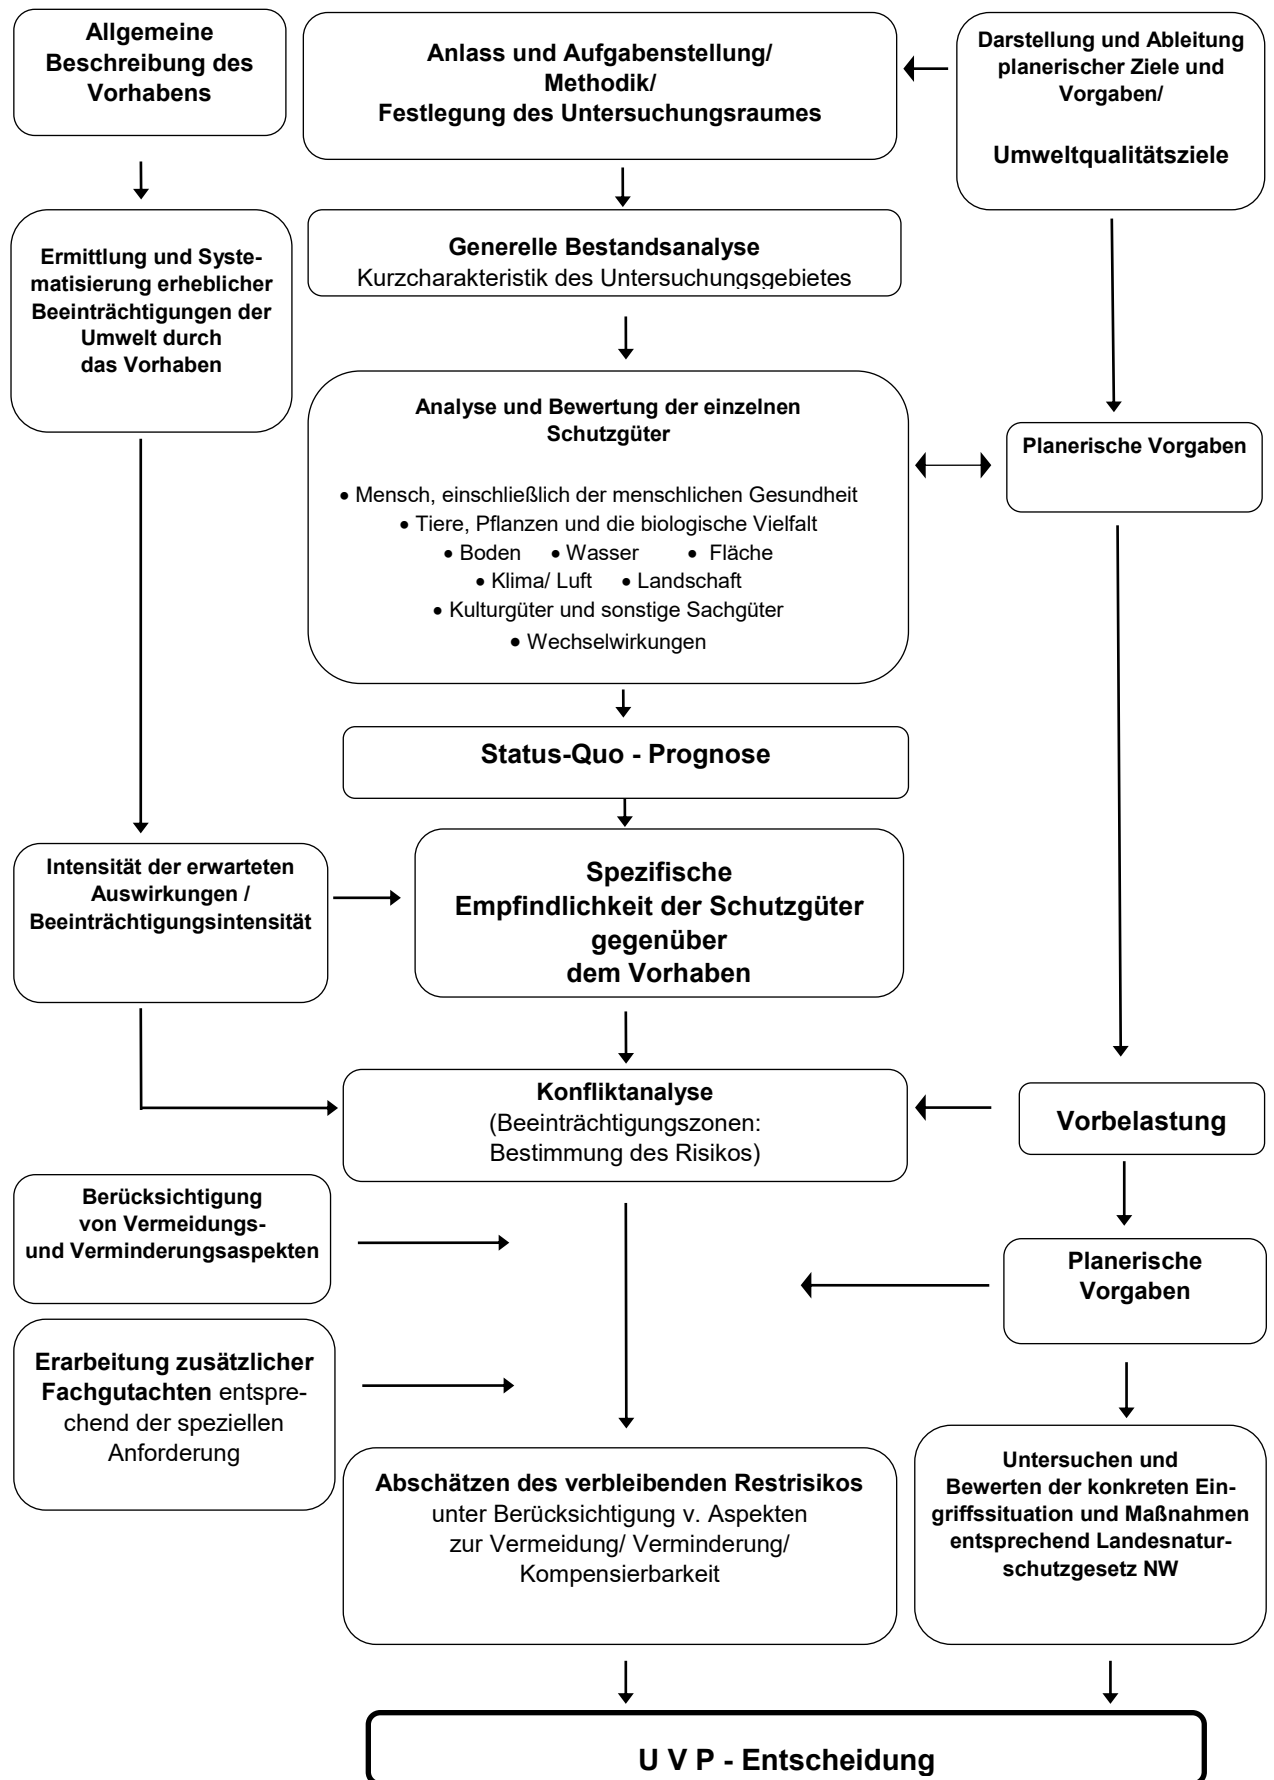 Allgemeine
Beschreibung des
Vorhabens
Anlass und Aufgabenstellung/
Methodik/
Festlegung des Untersuchungsraumes
Darstellung und Ableitung
planerischer Ziele und
Vorgaben/
Umweltqualitätsziele
Ermittlung und Syste-
matisierung erheblicher
Beeinträchtigungen der
Umwelt durch
das Vorhaben
Generelle Bestandsanalyse
Kurzcharakteristik des Untersuchungsgebietes
Analyse und Bewertung der einzelnen
Schutzgüter
• Mensch, einschließlich der menschlichen Gesundheit
• Tiere, Pflanzen und die biologische Vielfalt
• Boden • Wasser • Fläche
• Klima/ Luft • Landschaft
• Kulturgüter und sonstige Sachgüter
• Wechselwirkungen
Planerische Vorgaben
Status-Quo - Prognose
Intensität der erwarteten
Auswirkungen /
Beeinträchtigungsintensität
Spezifische
Empfindlichkeit der Schutzgüter
gegenüber
dem Vorhaben
Konfliktanalyse
(Beeinträchtigungszonen:
Bestimmung des Risikos)
Vorbelastung
Berücksichtigung
von Vermeidungs-
und Verminderungsaspekten
Planerische
Vorgaben
Erarbeitung zusätzlicher
Fachgutachten entspre-
chend der speziellen
Anforderung
Abschätzen des verbleibenden Restrisikos
unter Berücksichtigung v. Aspekten
zur Vermeidung/ Verminderung/
Kompensierbarkeit
Untersuchen und
Bewerten der konkreten Ein-
griffssituation und Maßnahmen
entsprechend Landesnatur-
schutzgesetz NW
U V P - Entscheidung